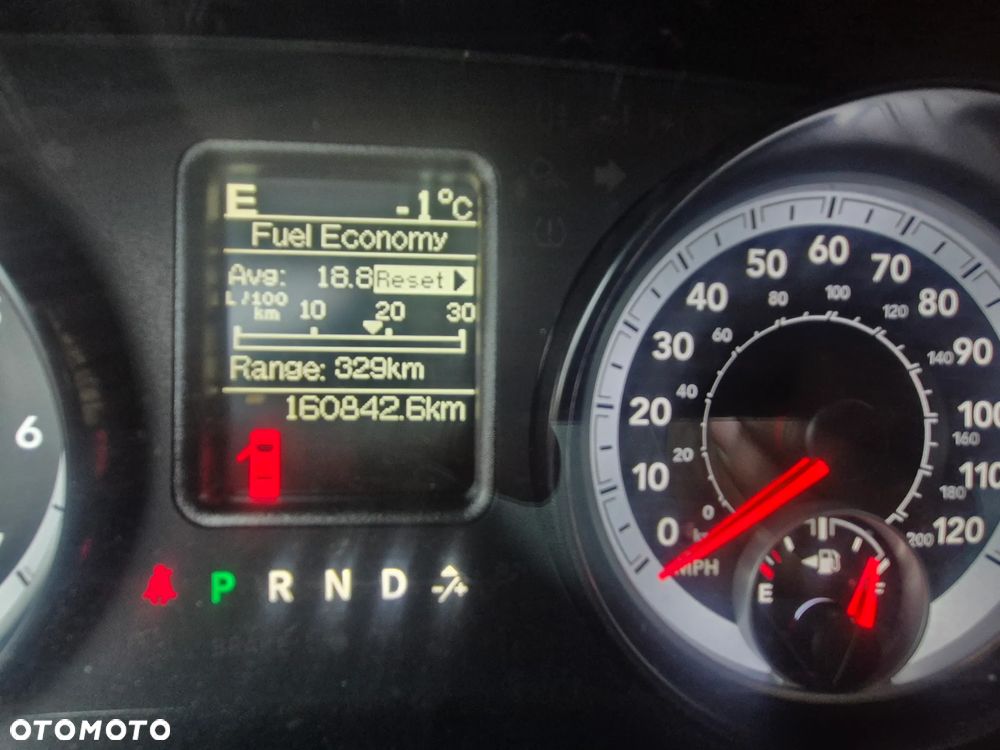 E -1°C
Fuel Economy
Avg: 18.8 Reset
L/100 km 10 20 30
Range: 329km
160842.6km
6
P R N D -/+
BRAKE
0 10 20 30 40 50 60 70 80 90 100 110 120
0 20 40 60 80 100 120 140 160 180 200
MPH
E F
OTOMOTO